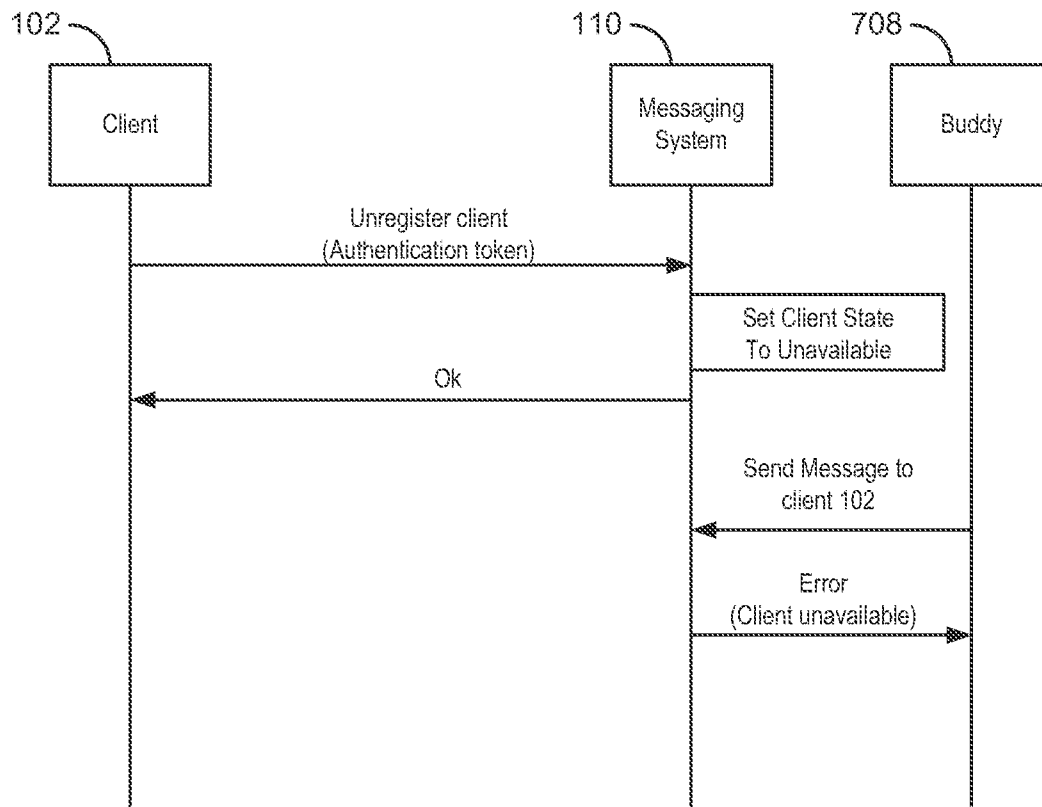 102
110
708
Client
Messaging
System
Buddy
Unregister client
(Authentication token)
Set Client State
To Unavailable
Ok
Send Message to
client 102
Error
(Client unavailable)